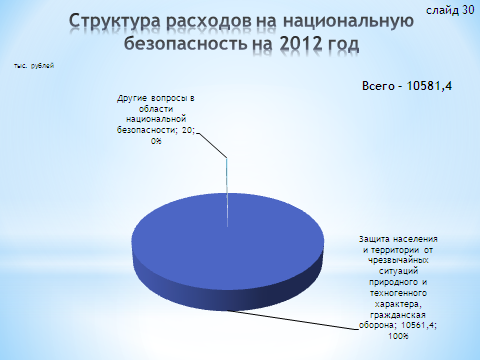 слайд 30
Структура расходов на национальную
безопасность на 2012 год
тыс. рублей
Всего – 10581,4
Другие вопросы в
области
национальной
безопасности; 20;
0%
Защита населения
и территории от
чрезвычайных
ситуаций
природного и
техногенного
характера,
гражданская
оборона; 10561,4;
100%